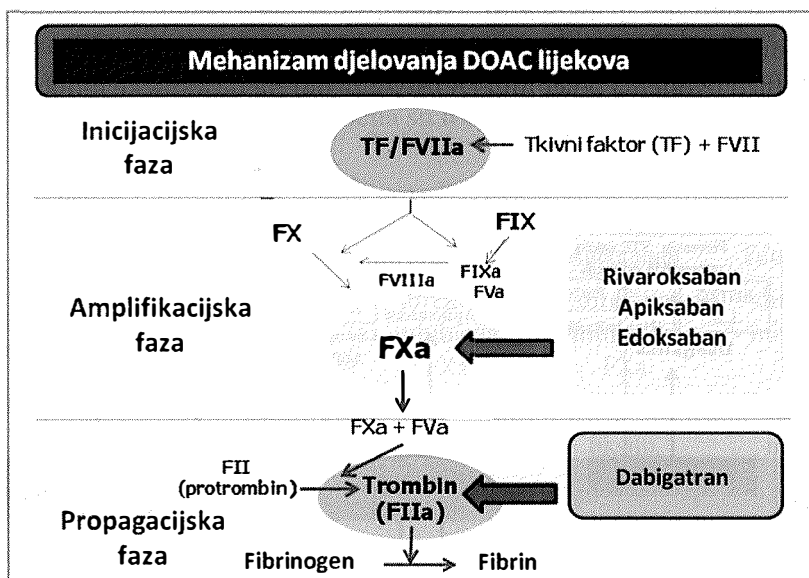 Mehanizam djelovanja DOAC lijekova
Inicijacijska
faza
TF/FVIIa
Tkivni faktor (TF) + FVII
FX
FIX
FVIIIa
FIXa
FVa
Amplifikacijska
faza
FXa
Rivaroksaban
Apiksaban
Edoksaban
FXa + FVa
FII
(protrombin)
Trombin
(FIIa)
Dabigatran
Propagacijska
faza
Fibrinogen
Fibrin